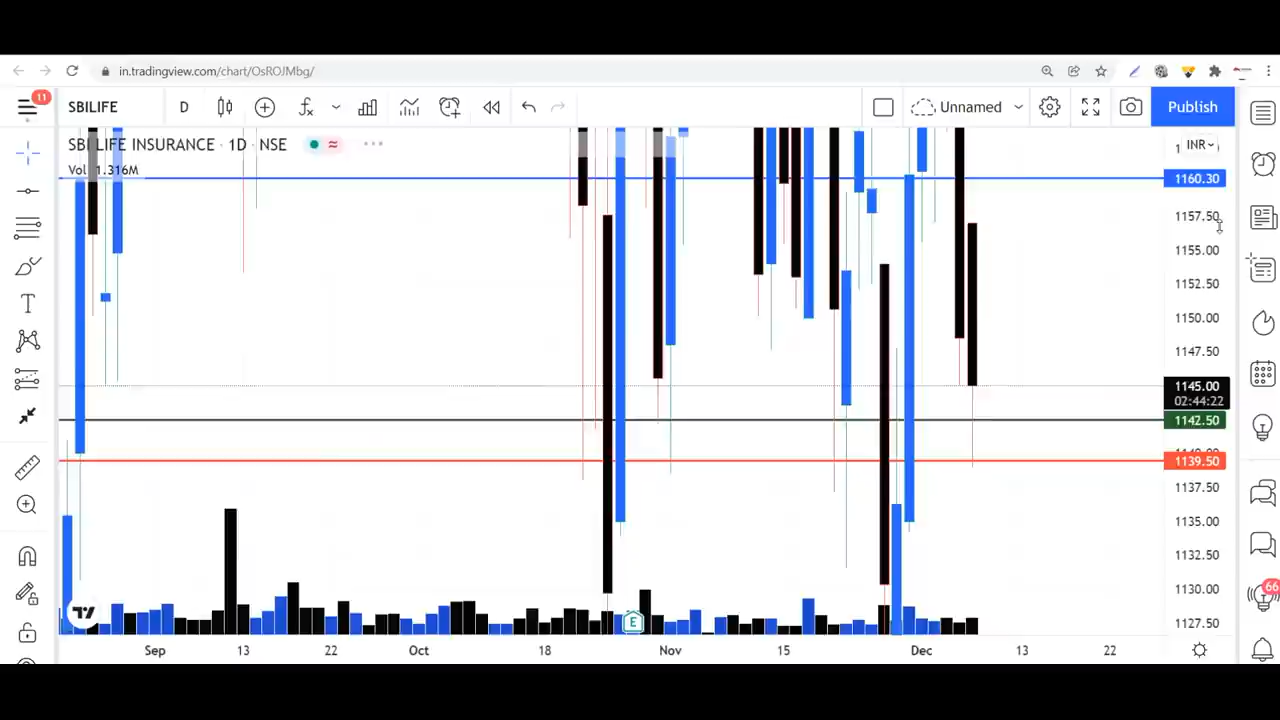 in.tradingview.com/chart/OsROJMbg/
11
SBILIFE
D
Unnamed
Publish
SBI LIFE INSURANCE · 1D · NSE
INR
Vol 1.316M
1160.30
1157.50
1155.00
1152.50
1150.00
1147.50
1145.00
02:44:22
1142.50
1139.50
1137.50
1135.00
1132.50
1130.00
1127.50
66
E
Sep
13
22
Oct
18
Nov
15
Dec
13
22